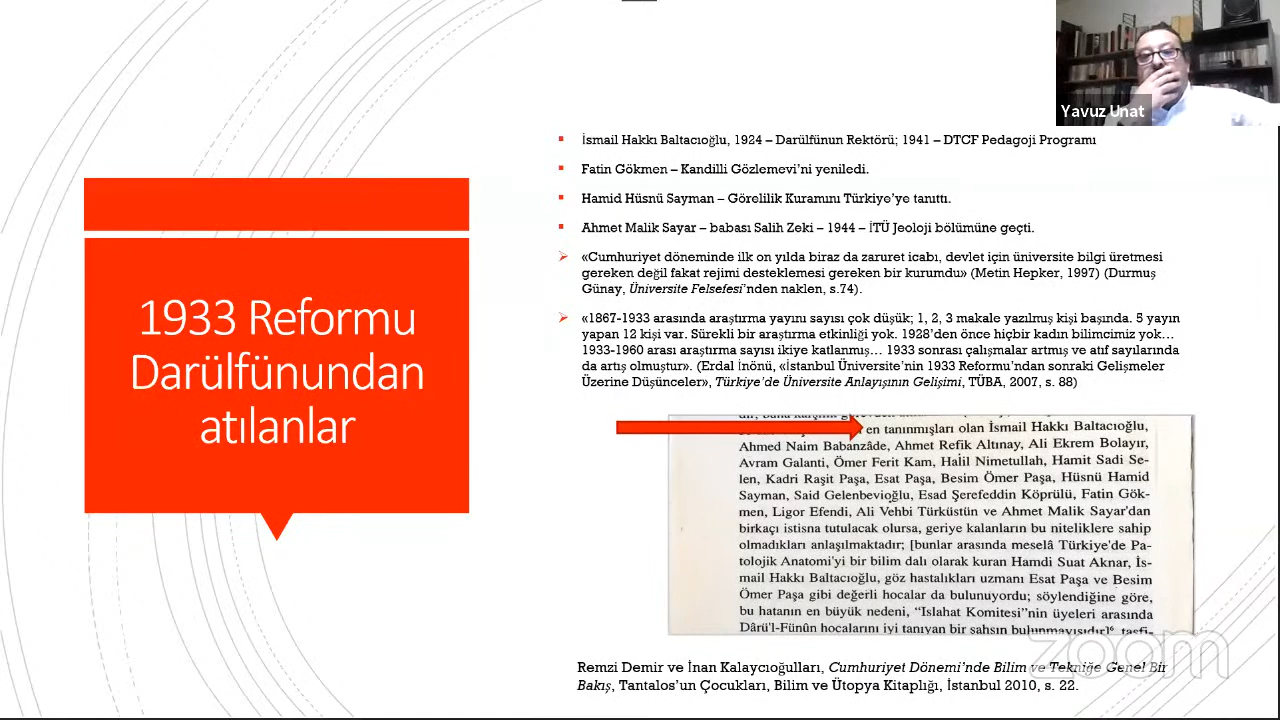 Yavuz Unat
1933 Reformu
Darülfünundan
atılanlar
İsmail Hakkı Baltacıoğlu, 1924 – Darülfünun Rektörü; 1941 – DTCF Pedagoji Programı
Fatin Gökmen – Kandilli Gözlemevi'ni yeniledi.
Hamid Hüsnü Sayman – Görelilik Kuramını Türkiye'ye tanıttı.
Ahmet Malik Sayar – babası Salih Zeki – 1944 – İTÜ Jeoloji bölümüne geçti.
«Cumhuriyet döneminde ilk on yılda biraz da zaruret icabı, devlet için üniversite bilgi üretmesi
gereken değil fakat rejimi desteklemesi gereken bir kurumdu» (Metin Hepker, 1997) (Durmuş
Günay, Üniversite Felsefesi'nden naklen, s.74).
«1867-1933 arasında araştırma yayını sayısı çok düşük; 1, 2, 3 makale yazılmış kişi başında. 5 yayın
yapan 12 kişi var. Sürekli bir araştırma etkinliği yok. 1928'den önce hiçbir kadın bilimcimiz yok…
1933-1960 arası araştırma sayısı ikiye katlanmış… 1933 sonrası çalışmalar artmış ve atıf sayılarında
da artış olmuştur». (Erdal İnönü, «İstanbul Üniversite'nin 1933 Reformu'ndan sonraki Gelişmeler
Üzerine Düşünceler», Türkiye'de Üniversite Anlayışının Gelişimi, TÜBA, 2007, s. 88)
en tanınmışları olan İsmail Hakkı Baltacıoğlu,
Ahmed Naim Babanzâde, Ahmet Refik Altınay, Ali Ekrem Bolayır,
Avram Galanti, Ömer Ferit Kam, Halil Nimetullah, Hamit Sadi Se-
len, Kadri Raşit Paşa, Esat Paşa, Besim Ömer Paşa, Hüsnü Hamid
Sayman, Said Gelenbevioğlu, Esad Şerefeddin Köprülü, Fatin Gök-
men, Ligor Efendi, Ali Vehbi Türküstün ve Ahmet Malik Sayar'dan
birkaçı istisna tutulacak olursa, geriye kalanların bu niteliklere sahip
olmadıkları anlaşılmaktadır; [bunlar arasında meselâ Türkiye'de Pa-
tolojik Anatomi'yi bir bilim dalı olarak kuran Hamdi Suat Aknar, İs-
mail Hakkı Baltacıoğlu, göz hastalıkları uzmanı Esat Paşa ve Besim
Ömer Paşa gibi değerli hocalar da bulunuyordu; söylendiğine göre,
bu hatanın en büyük nedeni, "Islahat Komitesi"nin üyeleri arasında
Dârü'l-Fünûn hocalarını iyi tanıyan bir şahsın bulunmayışıdır]⁶ tasfi-
Remzi Demir ve İnan Kalaycıoğulları, Cumhuriyet Dönemi'nde Bilim ve Tekniğe Genel Bir
Bakış, Tantalos'un Çocukları, Bilim ve Ütopya Kitaplığı, İstanbul 2010, s. 22.
zoom